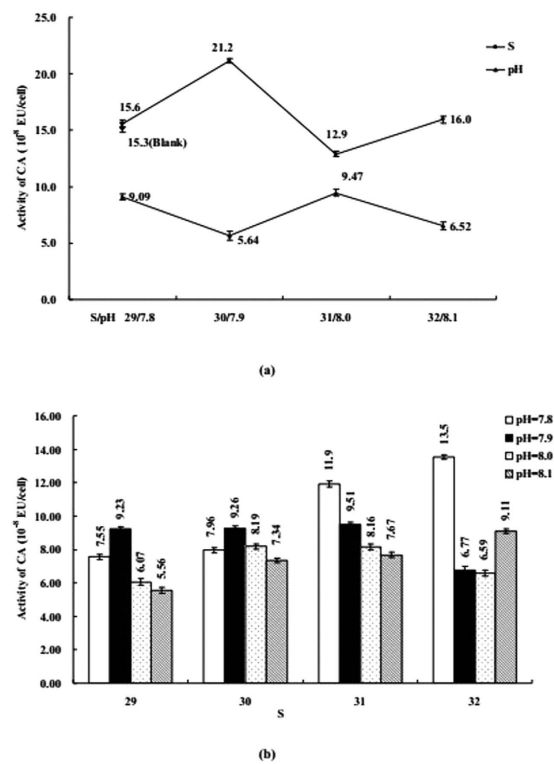 25.0
20.0
15.0
10.0
5.0
0.0
Activity of CA ( 10⁻⁸ EU/cell)
S
pH
15.6
15.3(Blank)
21.2
12.9
16.0
9.09
5.64
9.47
6.52
S/pH 29/7.8 30/7.9 31/8.0 32/8.1
(a)
16.00
14.00
12.00
10.00
8.00
6.00
4.00
2.00
0.00
Activity of CA (10⁻⁸ EU/cell)
pH=7.8
pH=7.9
pH=8.0
pH=8.1
7.55 9.23 6.07 5.56
7.96 9.26 8.19 7.34
11.9 9.51 8.16 7.67
13.5 6.77 6.59 9.11
29 30 31 32
S
(b)